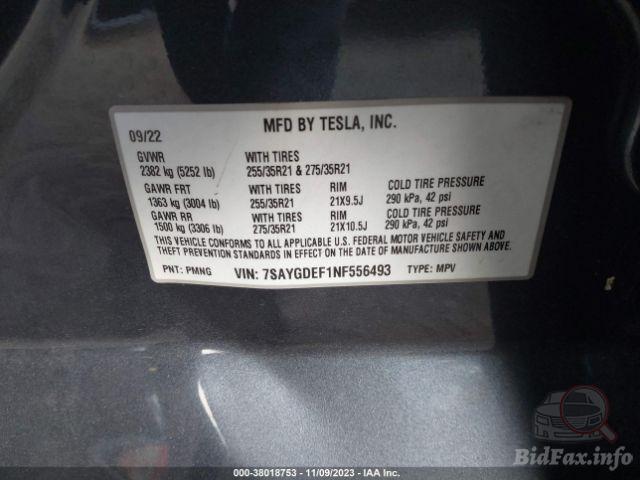 09/22 MFD BY TESLA, INC.
GVWR WITH TIRES
2382 kg (5252 lb) 255/35R21 & 275/35R21
GAWR FRT WITH TIRES RIM COLD TIRE PRESSURE
1363 kg (3004 lb) 255/35R21 21X9.5J 290 kPa, 42 psi
GAWR RR WITH TIRES RIM COLD TIRE PRESSURE
1500 kg (3306 lb) 275/35R21 21X10.5J 290 kPa, 42 psi
THIS VEHICLE CONFORMS TO ALL APPLICABLE U.S. FEDERAL MOTOR VEHICLE SAFETY AND
THEFT PREVENTION STANDARDS IN EFFECT ON THE DATE OF MANUFACTURE SHOWN ABOVE.
PNT: PMNG VIN: 7SAYGDEF1NF556493 TYPE: MPV
BidFax.info
000-38018753 - 11/09/2023 - IAA Inc.